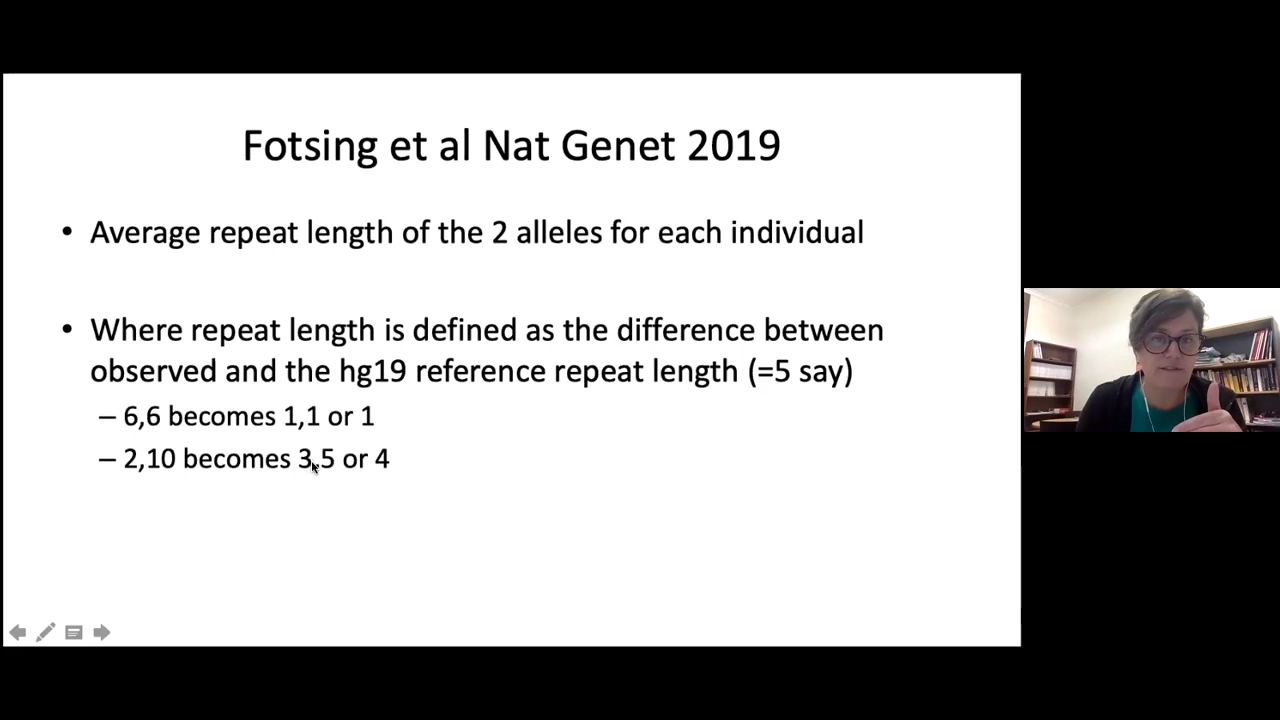 Fotsing et al Nat Genet 2019
• Average repeat length of the 2 alleles for each individual
• Where repeat length is defined as the difference between
observed and the hg19 reference repeat length (=5 say)
– 6,6 becomes 1,1 or 1
– 2,10 becomes 3,5 or 4